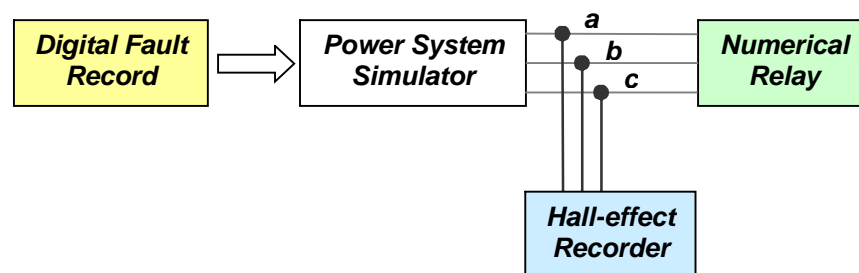 Digital Fault
Record
Power System
Simulator
a
b
c
Numerical
Relay
Hall-effect
Recorder